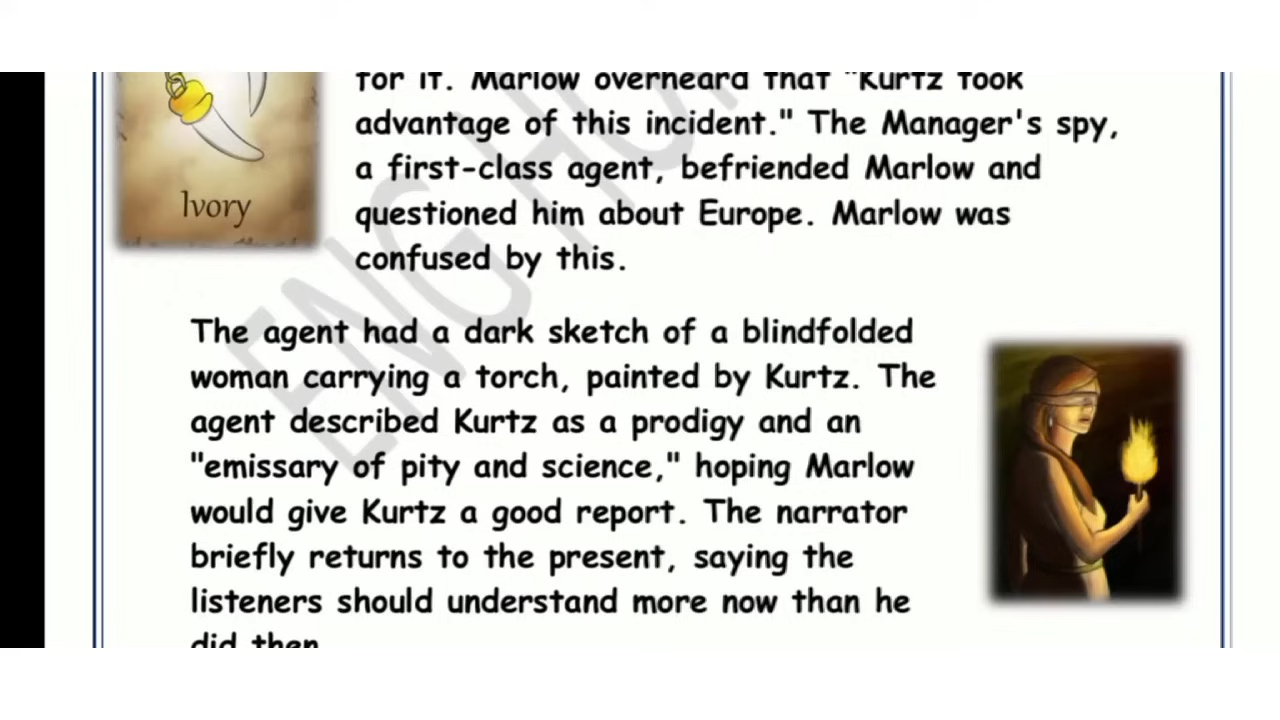 Ivory
for it. Marlow overheard that "Kurtz took
advantage of this incident." The Manager's spy,
a first-class agent, befriended Marlow and
questioned him about Europe. Marlow was
confused by this.
The agent had a dark sketch of a blindfolded
woman carrying a torch, painted by Kurtz. The
agent described Kurtz as a prodigy and an
"emissary of pity and science," hoping Marlow
would give Kurtz a good report. The narrator
briefly returns to the present, saying the
listeners should understand more now than he
did then